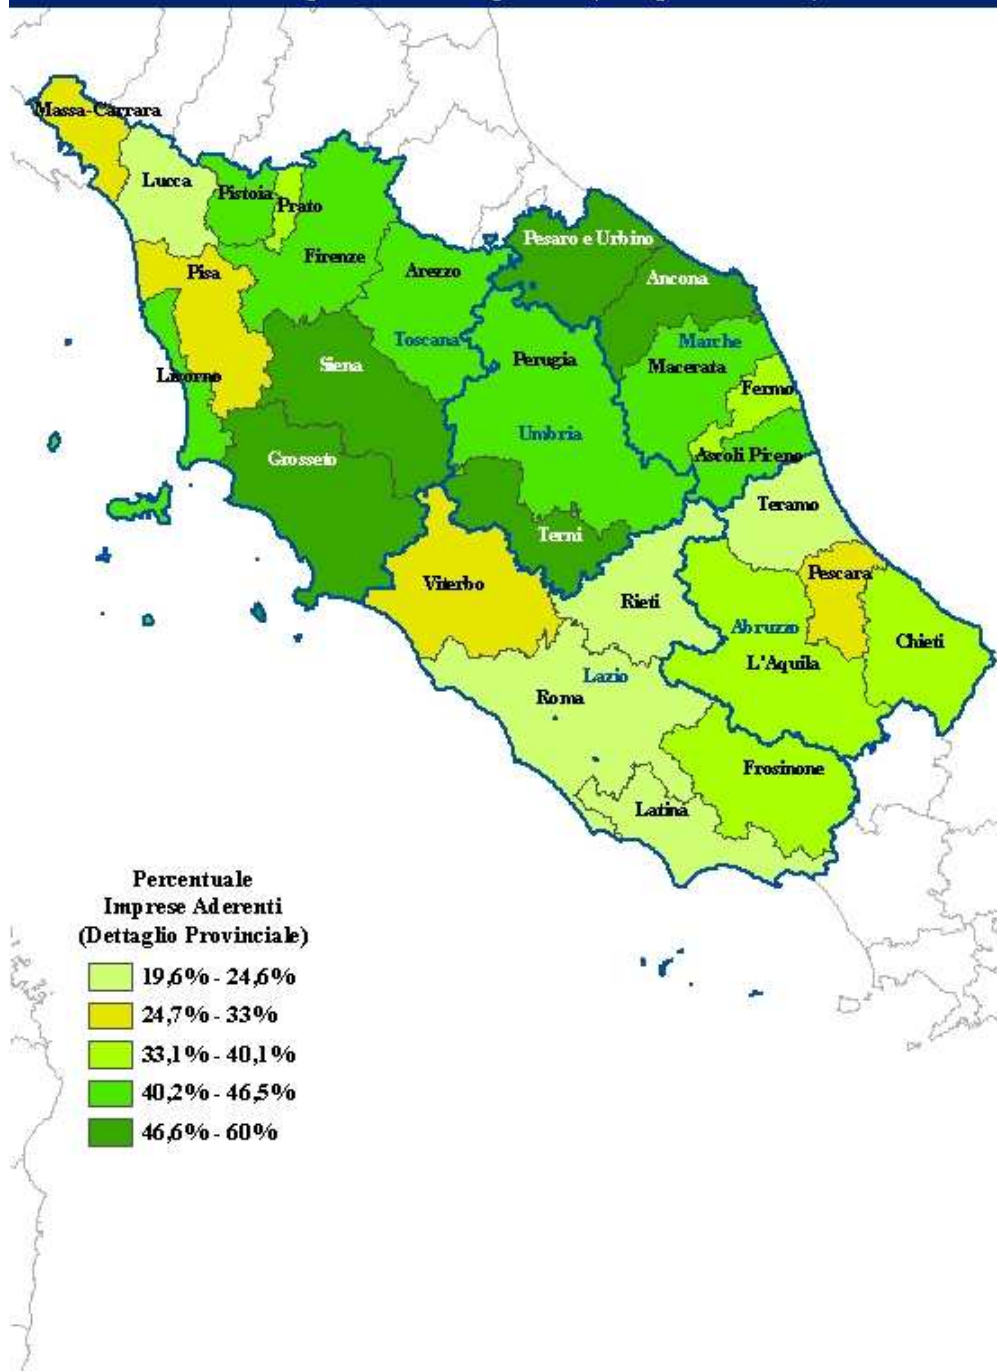 Massa-Carrara
Lucca
Pistoia
Prato
Pesaro e Urbino
Firenze
Arezzo
Pisa
Ancona
Toscana
Marche
Siena
Perugia
Macerata
Livorno
Fermo
Umbria
Grosseto
Ascoli Piceno
Teramo
Terni
Pescara
Viterbo
Rieti
Abruzzo
Chieti
L'Aquila
Lazio
Roma
Frosinone
Latina
Percentuale
Imprese Aderenti
(Dettaglio Provinciale)
19,6% - 24,6%
24,7% - 33%
33,1% - 40,1%
40,2% - 46,5%
46,6% - 60%